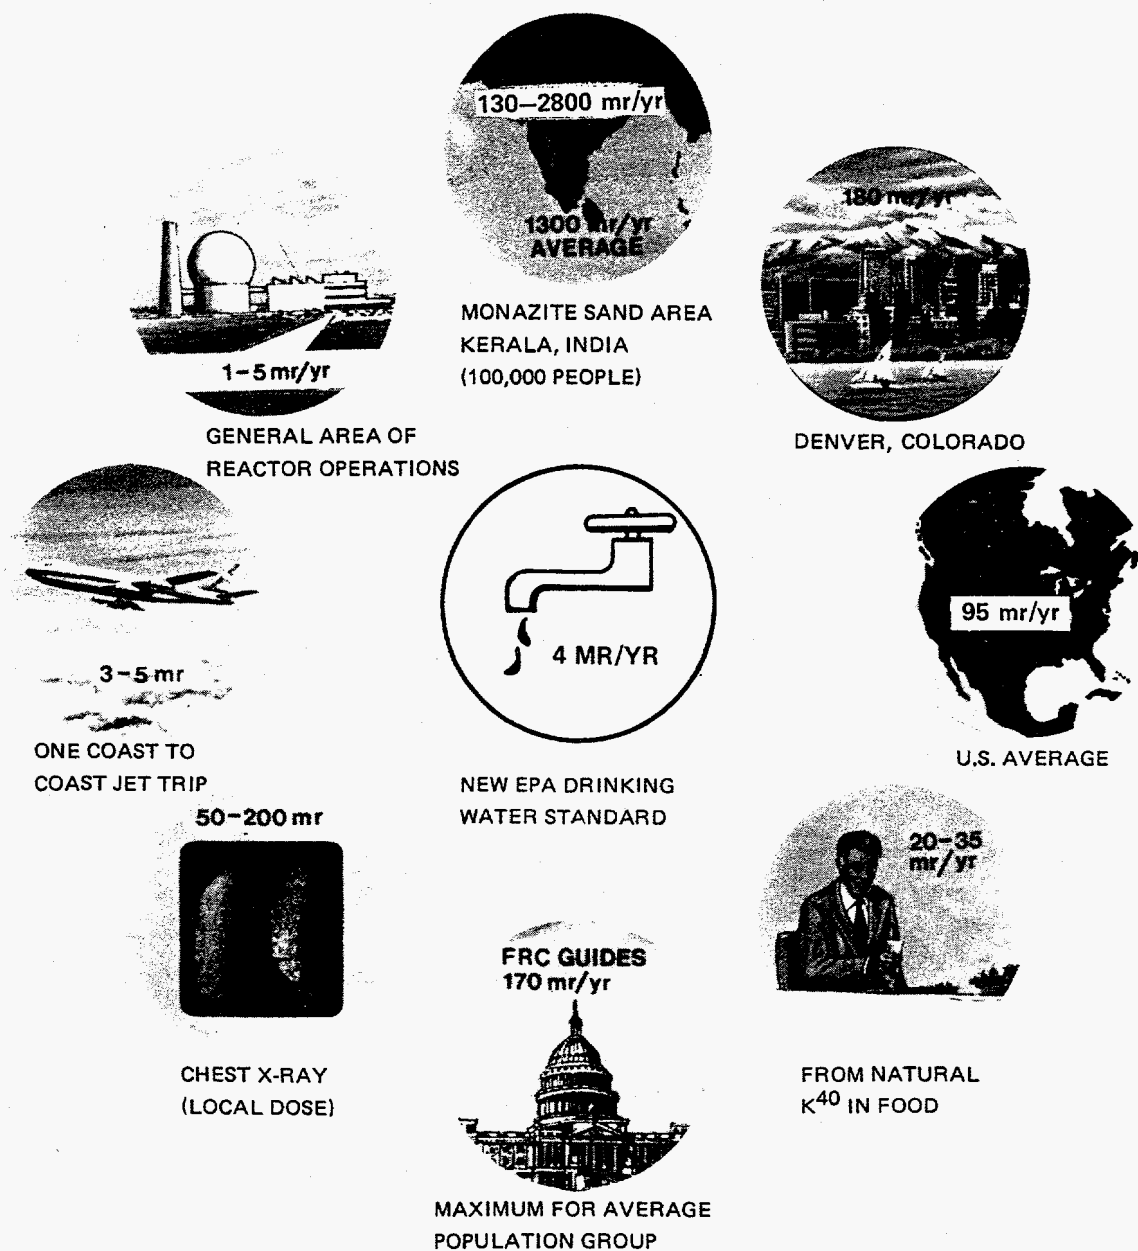 130–2800 mr/yr
1300 mr/yr
AVERAGE
MONAZITE SAND AREA
KERALA, INDIA
(100,000 PEOPLE)
180 mr/yr
DENVER, COLORADO
1–5 mr/yr
GENERAL AREA OF
REACTOR OPERATIONS
3–5 mr
ONE COAST TO
COAST JET TRIP
4 MR/YR
NEW EPA DRINKING
WATER STANDARD
95 mr/yr
U.S. AVERAGE
50–200 mr
CHEST X-RAY
(LOCAL DOSE)
FRC GUIDES
170 mr/yr
MAXIMUM FOR AVERAGE
POPULATION GROUP
20–35
mr/yr
FROM NATURAL
K⁴⁰ IN FOOD